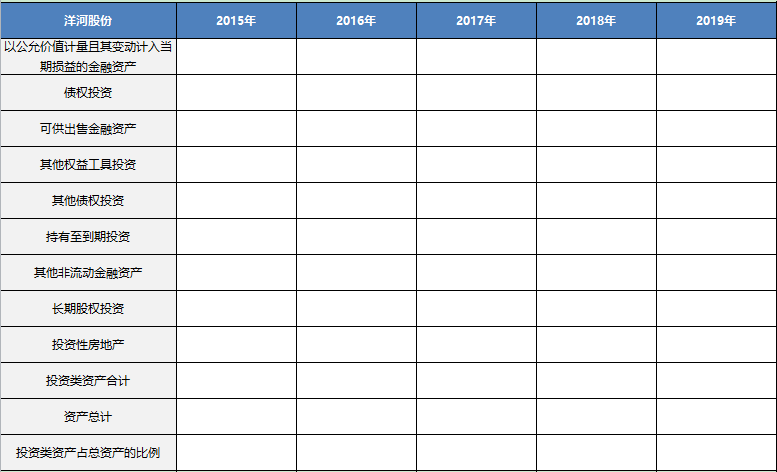 洋河股份 2015年 2016年 2017年 2018年 2019年
以公允价值计量且其变动计入当
期损益的金融资产
债权投资
可供出售金融资产
其他权益工具投资
其他债权投资
持有至到期投资
其他非流动金融资产
长期股权投资
投资性房地产
投资类资产合计
资产总计
投资类资产占总资产的比例